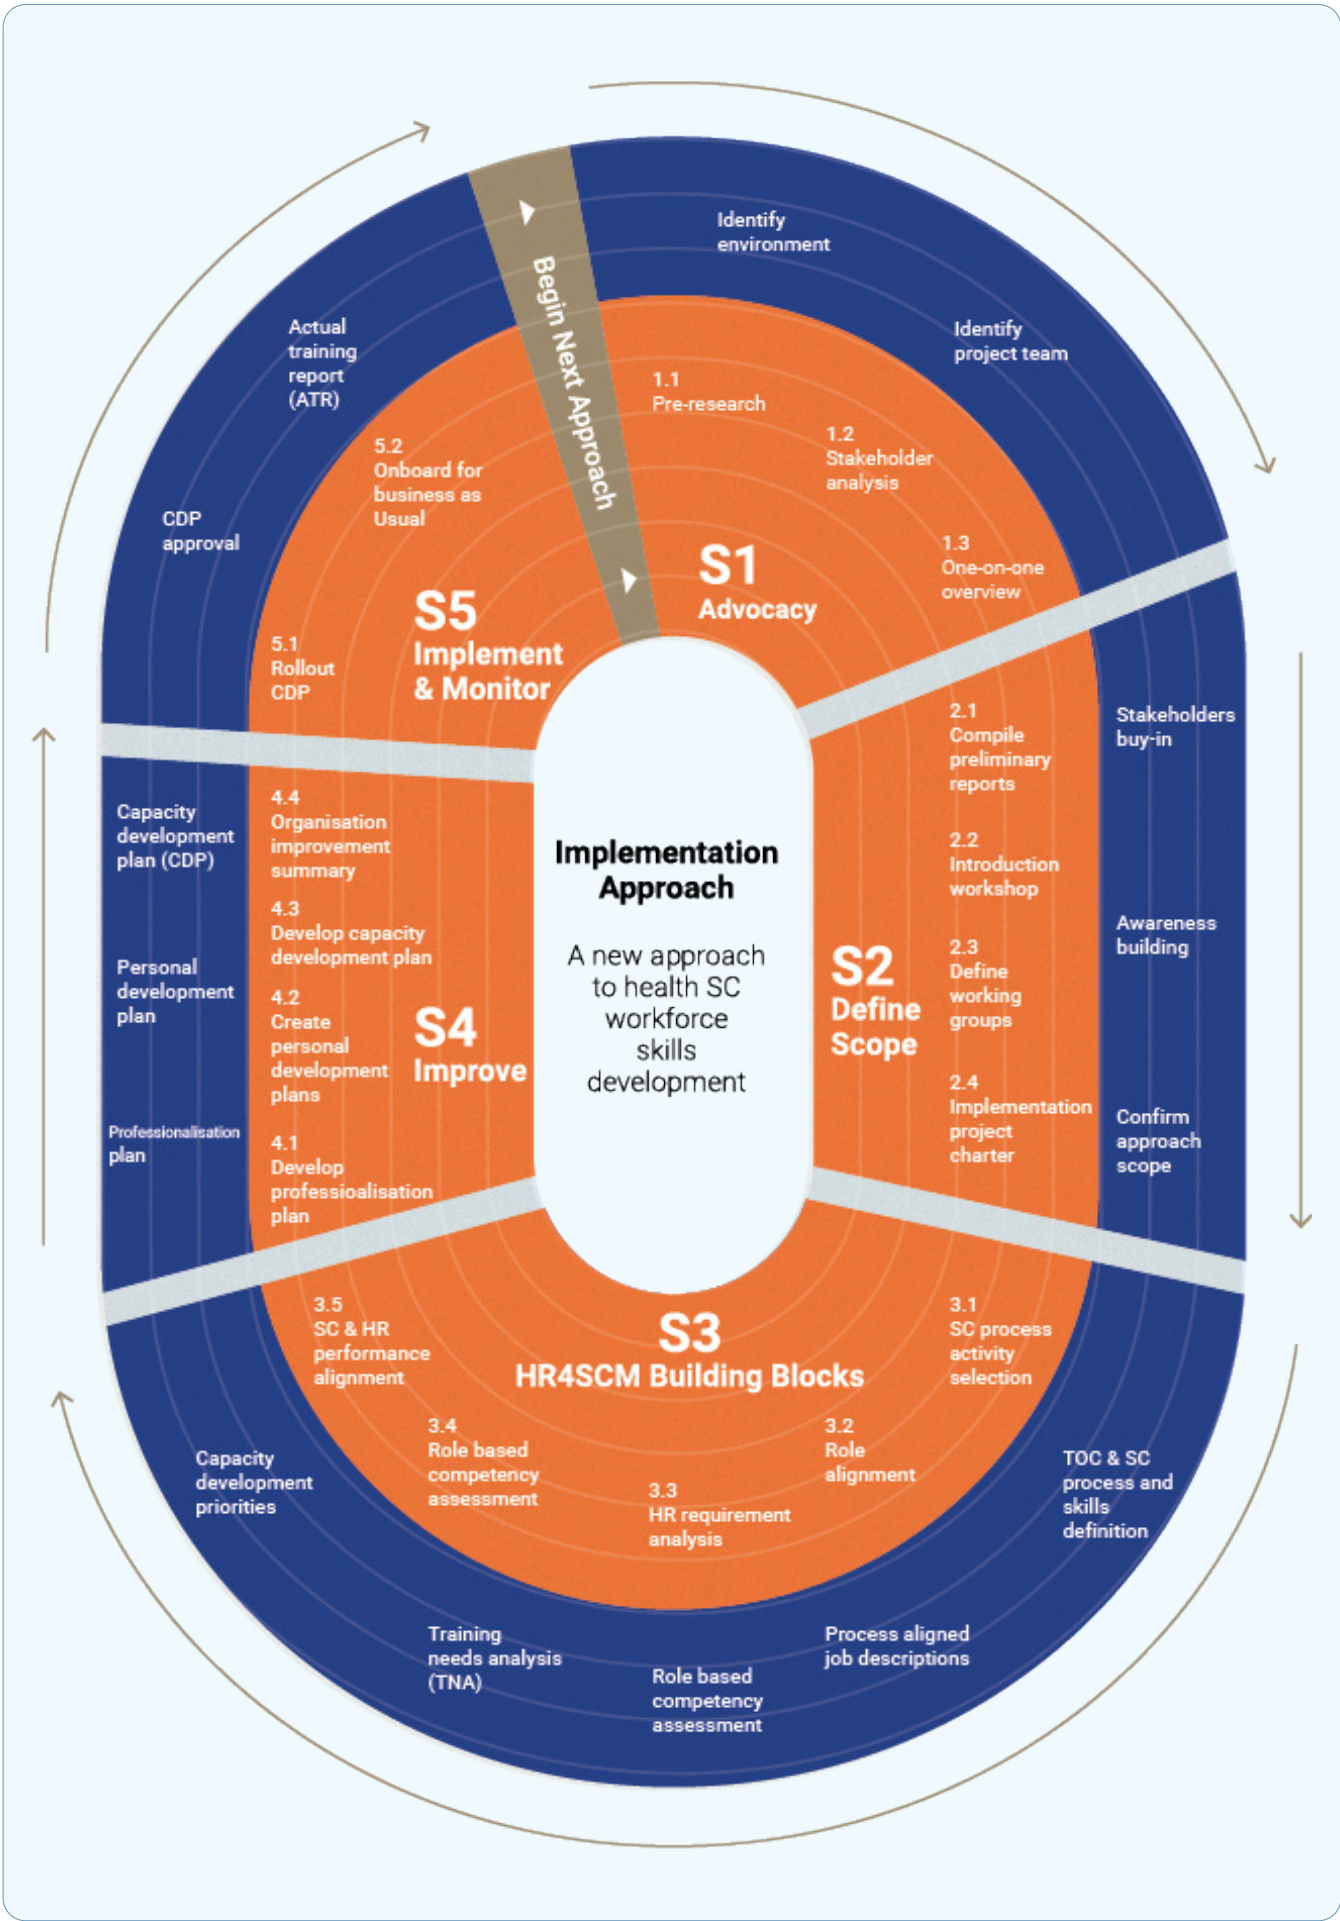 Implementation
Approach
A new approach
to health SC
workforce
skills
development
Begin Next Approach
S1
Advocacy
1.1
Pre-research
1.2
Stakeholder
analysis
1.3
One-on-one
overview
Identify
environment
Identify
project team
S2
Define
Scope
2.1
Compile
preliminary
reports
2.2
Introduction
workshop
2.3
Define
working
groups
2.4
Implementation
project
charter
Stakeholders
buy-in
Awareness
building
Confirm
approach
scope
S3
HR4SCM Building Blocks
3.1
SC process
activity
selection
3.2
Role
alignment
3.3
HR requirement
analysis
3.4
Role based
competency
assessment
3.5
SC & HR
performance
alignment
TOC & SC
process and
skills
definition
Process aligned
job descriptions
Role based
competency
assessment
Training
needs analysis
(TNA)
Capacity
development
priorities
S4
Improve
4.1
Develop
professioalisation
plan
4.2
Create
personal
development
plans
4.3
Develop capacity
development plan
4.4
Organisation
improvement
summary
Professionalisation
plan
Personal
development
plan
Capacity
development
plan (CDP)
S5
Implement
& Monitor
5.1
Rollout
CDP
5.2
Onboard for
business as
Usual
CDP
approval
Actual
training
report
(ATR)